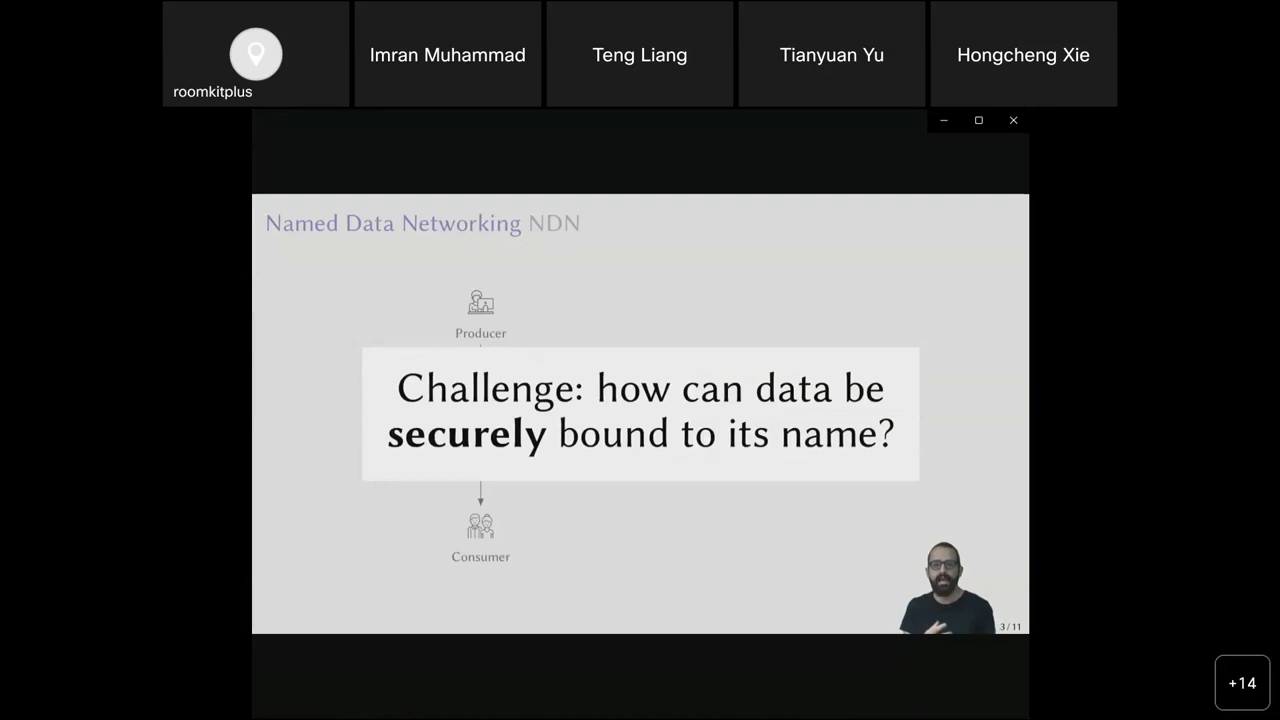 roomkitplus
Imran Muhammad
Teng Liang
Tianyuan Yu
Hongcheng Xie
Named Data Networking NDN
Producer
Challenge: how can data be
securely bound to its name?
Consumer
3/11
+14